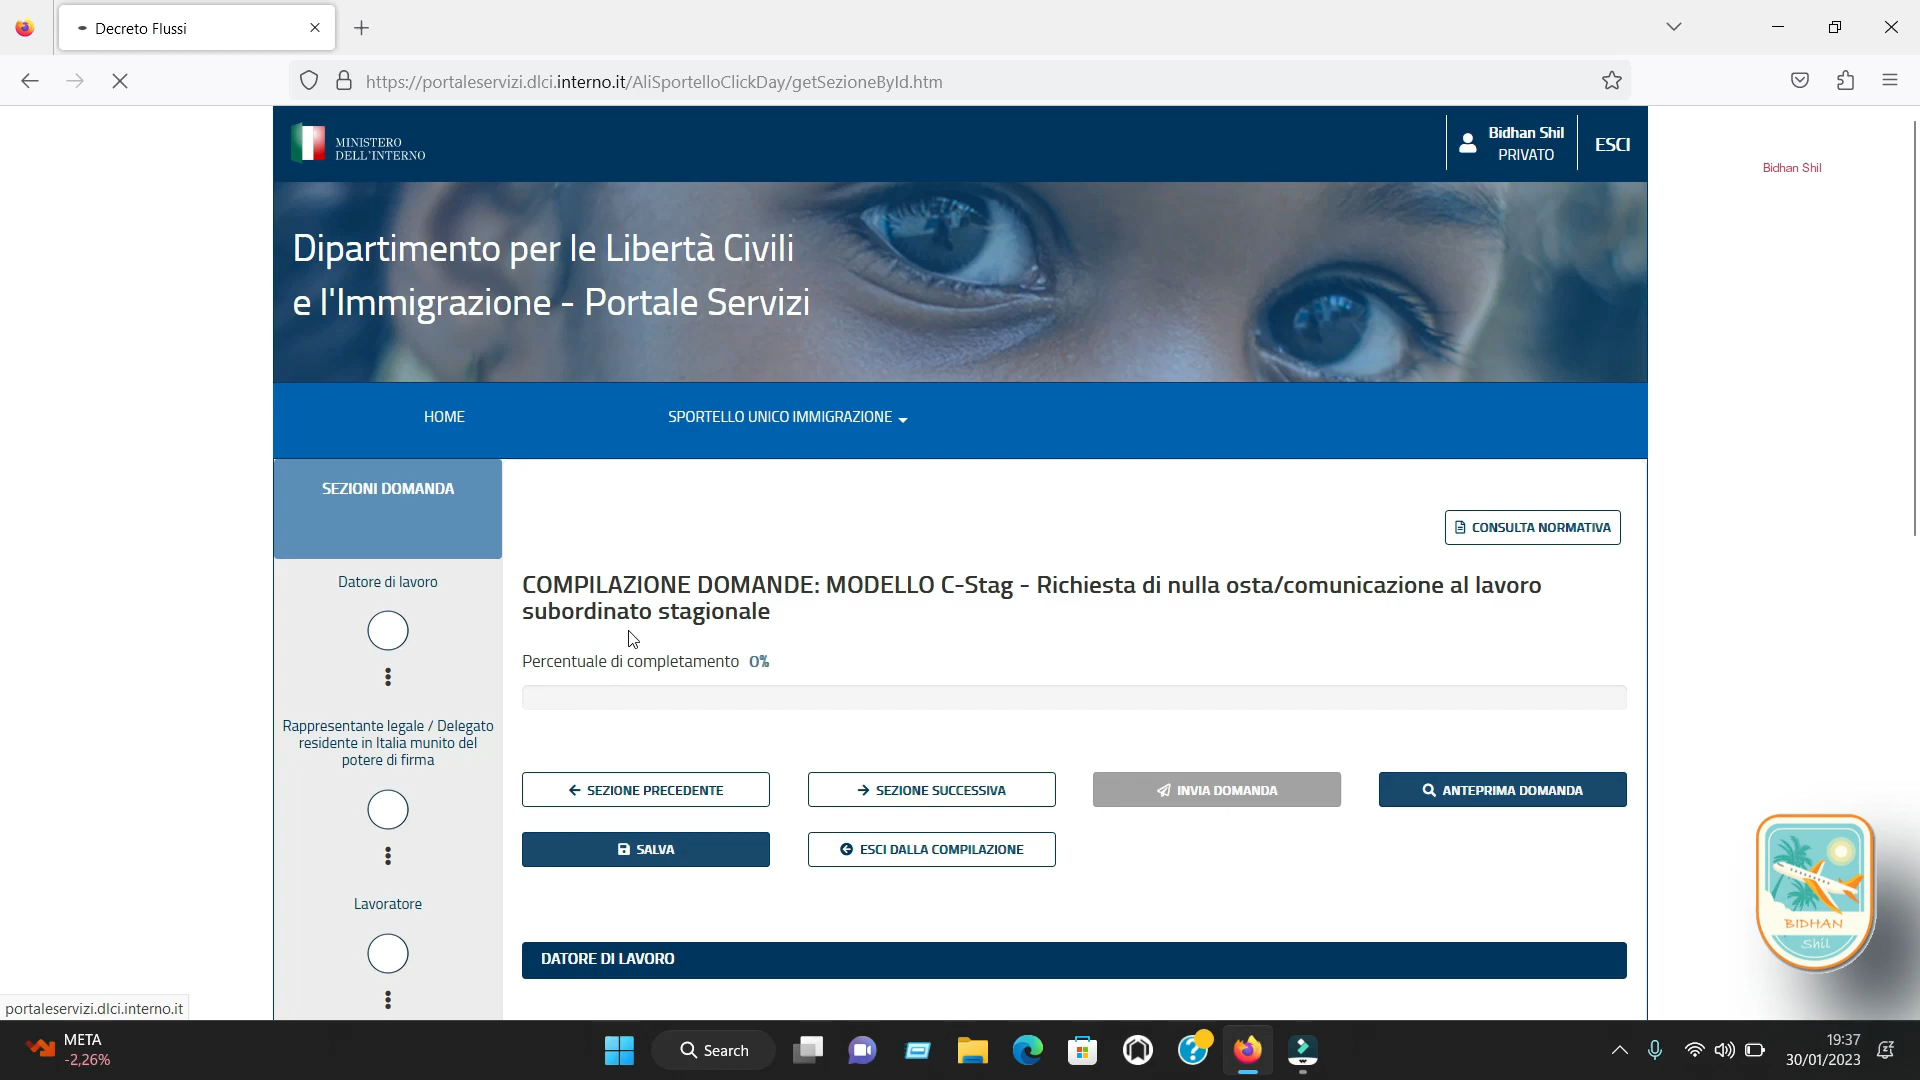 Decreto Flussi
https://portaleservizi.dlci.interno.it/AliSportelloClickDay/getSezioneById.htm
MINISTERO
DELL'INTERNO
Bidhan Shil
PRIVATO
ESCI
Bidhan Shil
Dipartimento per le Libertà Civili
e l'Immigrazione - Portale Servizi
HOME
SPORTELLO UNICO IMMIGRAZIONE
SEZIONI DOMANDA
CONSULTA NORMATIVA
Datore di lavoro
COMPILAZIONE DOMANDE: MODELLO C-Stag - Richiesta di nulla osta/comunicazione al lavoro
subordinato stagionale
Percentuale di completamento 0%
Rappresentante legale / Delegato
residente in Italia munito del
potere di firma
SEZIONE PRECEDENTE
SEZIONE SUCCESSIVA
INVIA DOMANDA
ANTEPRIMA DOMANDA
SALVA
ESCI DALLA COMPILAZIONE
Lavoratore
BIDHAN
Shil
DATORE DI LAVORO
portaleservizi.dlci.interno.it
META
-2,26%
Search
19:37
30/01/2023